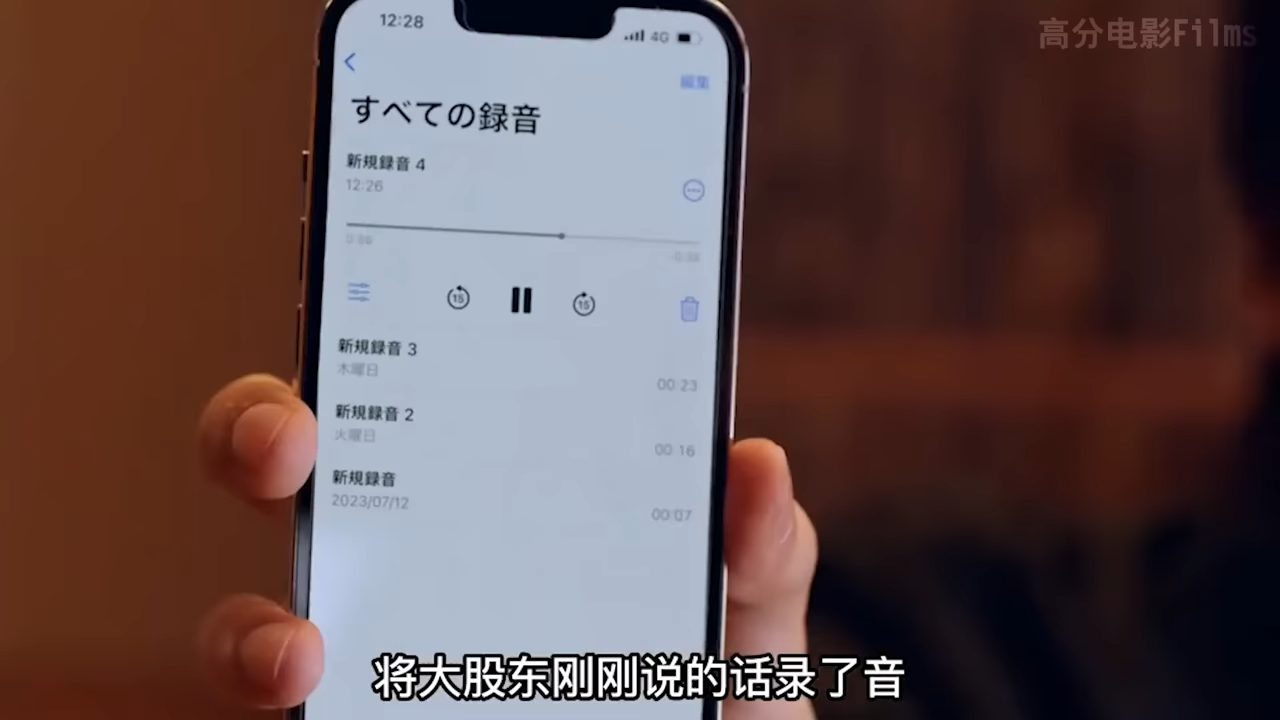 高分电影Films
12:28
4G
編集
すべての録音
新規録音 4
12:26
15
15
新規録音 3
木曜日
00:23
新規録音 2
火曜日
00:16
新規録音
2023/07/12
00:07
将大股东刚刚说的话录了音